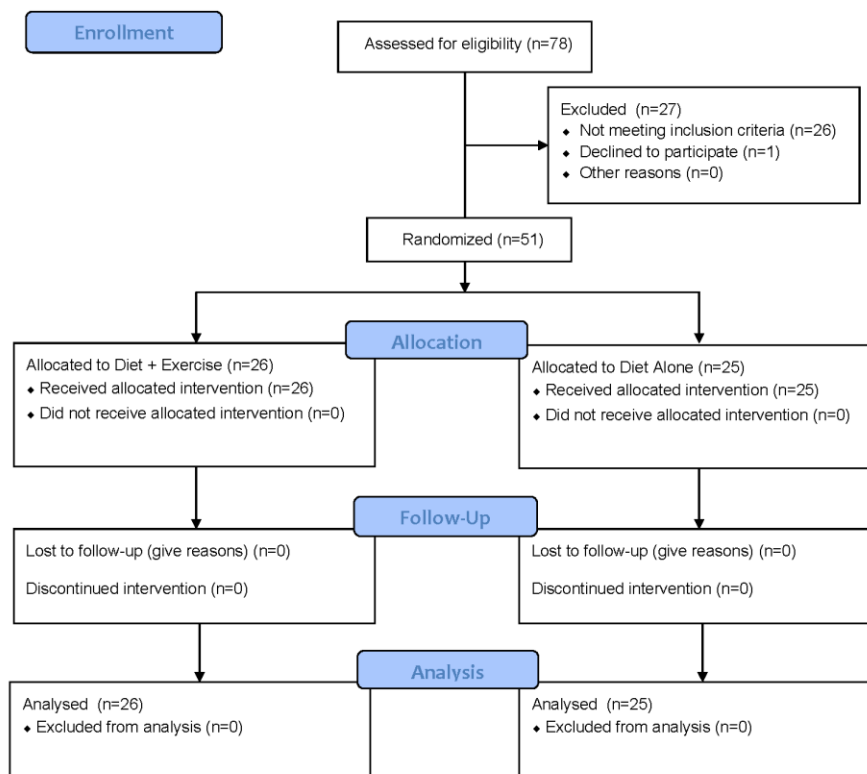 Enrollment
Assessed for eligibility (n=78)
Excluded (n=27)
◆ Not meeting inclusion criteria (n=26)
◆ Declined to participate (n=1)
◆ Other reasons (n=0)
Randomized (n=51)
Allocation
Allocated to Diet + Exercise (n=26)
◆ Received allocated intervention (n=26)
◆ Did not receive allocated intervention (n=0)
Allocated to Diet Alone (n=25)
◆ Received allocated intervention (n=25)
◆ Did not receive allocated intervention (n=0)
Follow-Up
Lost to follow-up (give reasons) (n=0)
Discontinued intervention (n=0)
Lost to follow-up (give reasons) (n=0)
Discontinued intervention (n=0)
Analysis
Analysed (n=26)
◆ Excluded from analysis (n=0)
Analysed (n=25)
◆ Excluded from analysis (n=0)